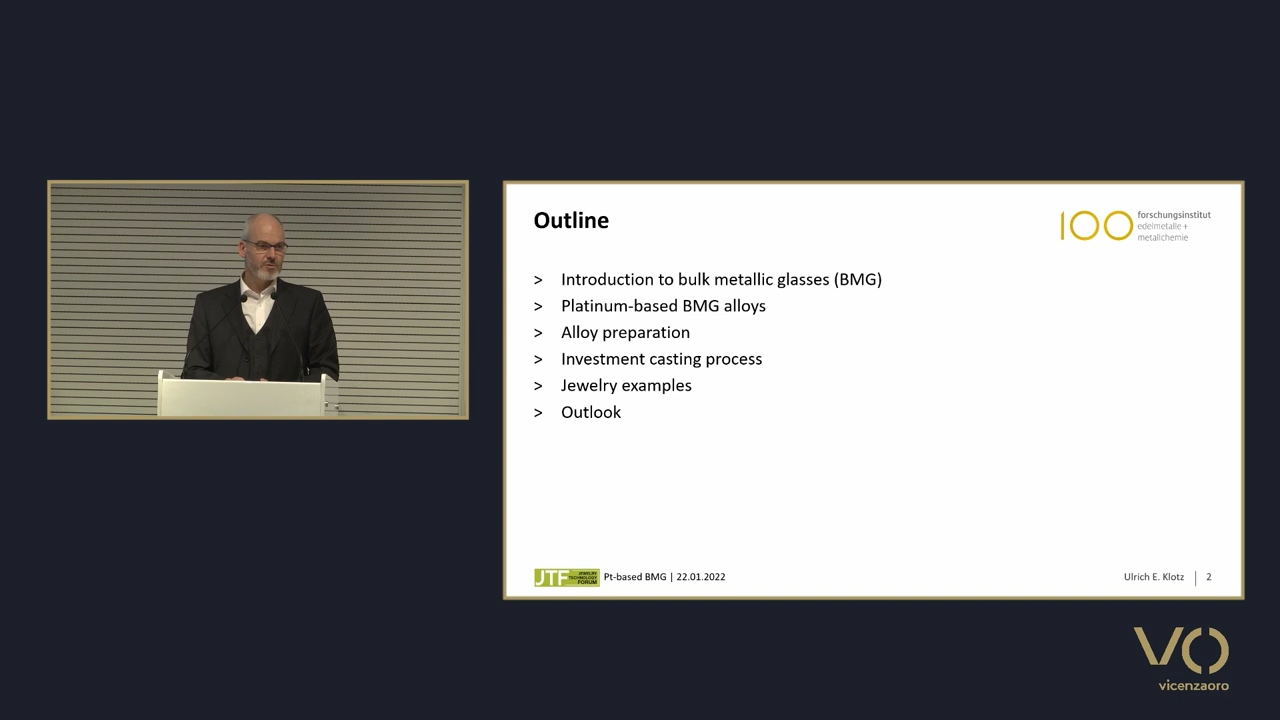 Outline
100 forschungsinstitut
edelmetalle +
metallchemie
> Introduction to bulk metallic glasses (BMG)
> Platinum-based BMG alloys
> Alloy preparation
> Investment casting process
> Jewelry examples
> Outlook
JTF JEWELRY TECHNOLOGY FORUM Pt-based BMG | 22.01.2022
Ulrich E. Klotz | 2
VO
vicenzaoro